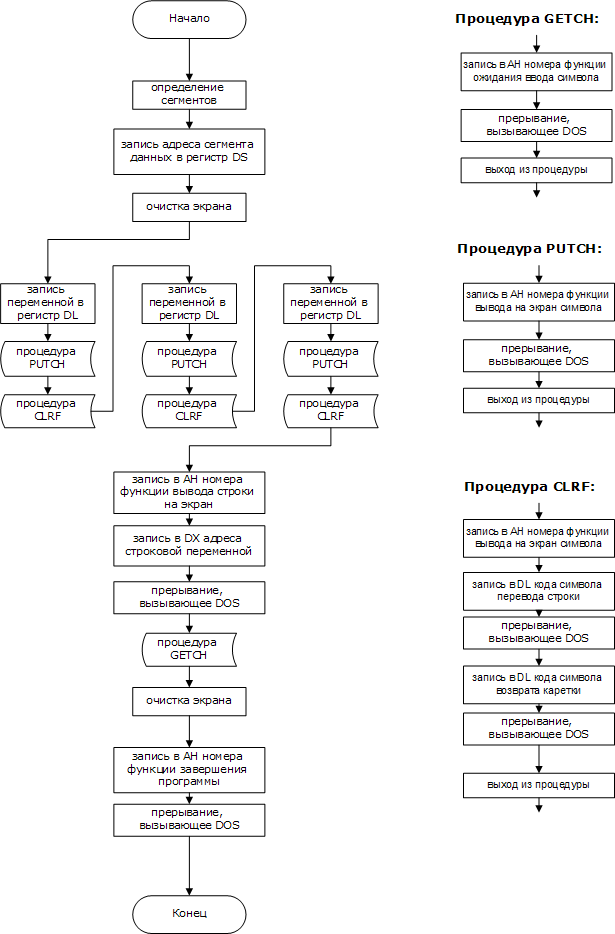 Начало
определение
сегментов
запись адреса сегмента
данных в регистр DS
очистка экрана
запись
переменной в
регистр DL
процедура
PUTCH
процедура
CLRF
запись
переменной в
регистр DL
процедура
PUTCH
процедура
CLRF
запись
переменной в
регистр DL
процедура
PUTCH
процедура
CLRF
запись в AH номера
функции вывода строки
на экран
запись в DX адреса
строковой переменной
прерывание,
вызывающее DOS
процедура
GETCH
очистка экрана
запись в AH номера
функции завершения
программы
прерывание,
вызывающее DOS
Конец
Процедура GETCH:
запись в AH номера функции
ожидания ввода символа
прерывание,
вызывающее DOS
выход из процедуры
Процедура PUTCH:
запись в AH номера функции
вывода на экран символа
прерывание,
вызывающее DOS
выход из процедуры
Процедура CLRF:
запись в AH номера функции
вывода на экран символа
запись в DL кода символа
перевода строки
прерывание,
вызывающее DOS
запись в DL кода символа
возврата каретки
прерывание,
вызывающее DOS
выход из процедуры